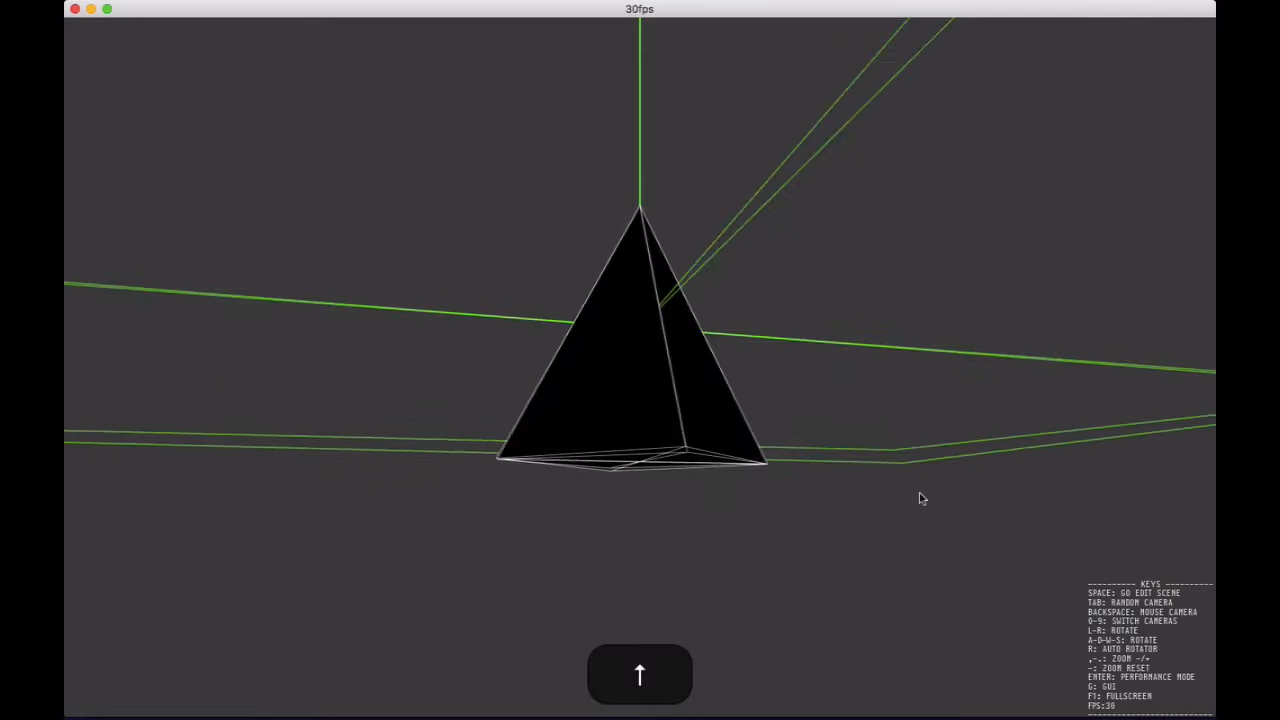 30fps
---------- KEYS ----------
SPACE: GO EDIT SCENE
TAB: RANDOM CAMERA
BACKSPACE: MOUSE CAMERA
0-9: SWITCH CAMERAS
L-R: ROTATE
A-D-W-S: ROTATE
R: AUTO ROTATOR
,-.: ZOOM -/+
-: ZOOM RESET
ENTER: PERFORMANCE MODE
G: GUI
F1: FULLSCREEN
FPS:30
--------------------------
↑